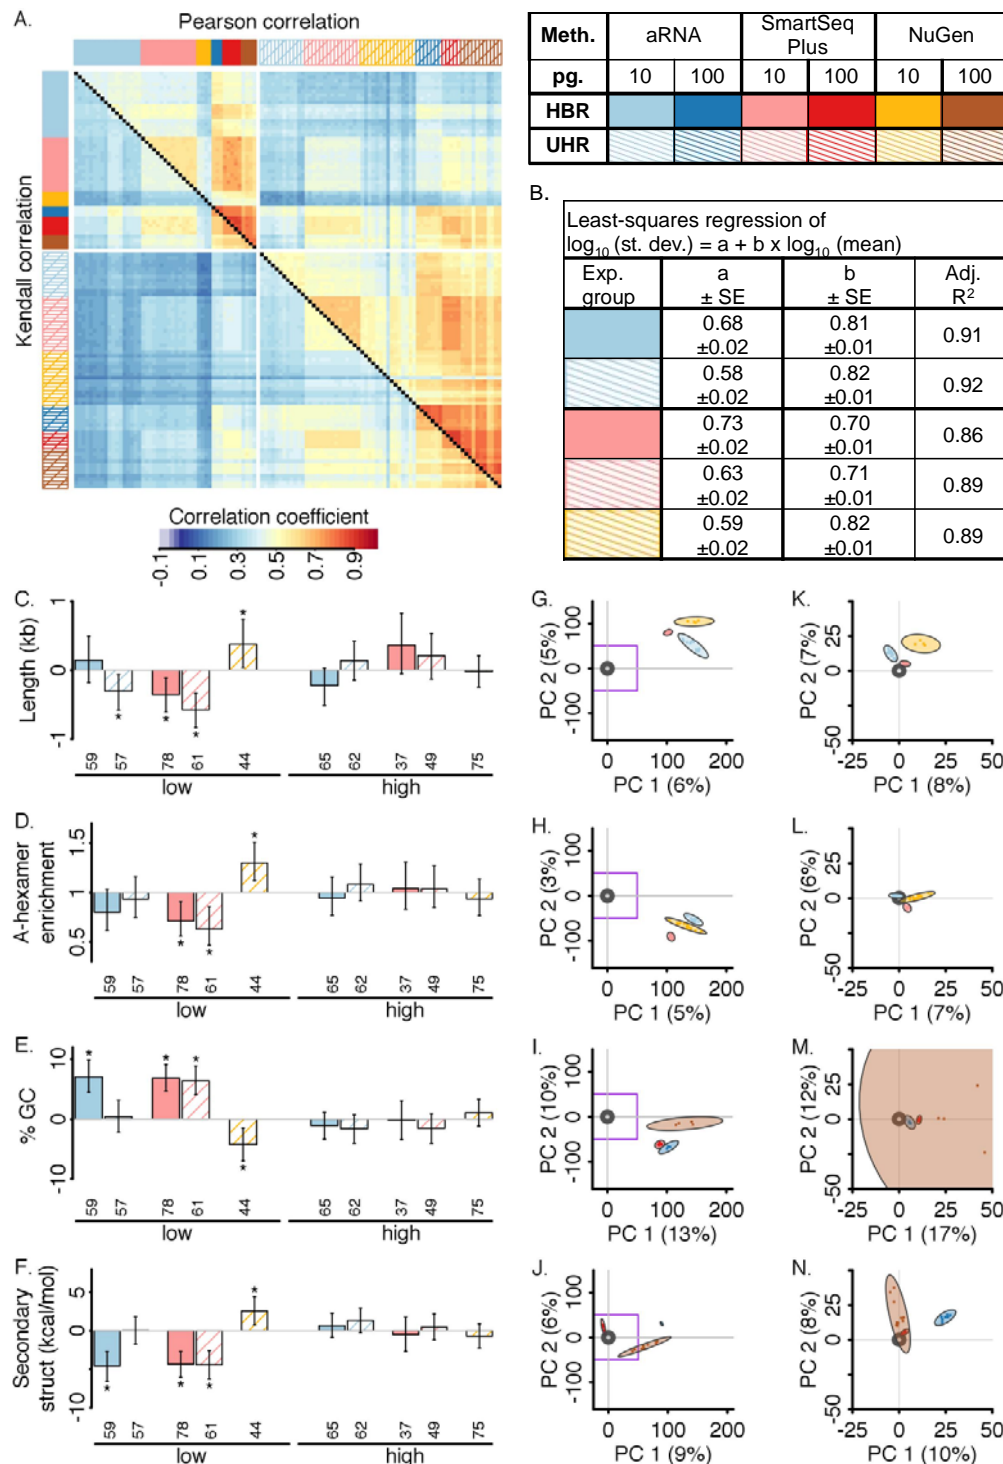 A.
Pearson correlation
Kendall correlation
Correlation coefficient
-0.1 0.1 0.3 0.5 0.7 0.9
Meth. aRNA SmartSeq Plus NuGen
pg. 10 100 10 100 10 100
HBR
UHR
B.
Least-squares regression of
log10 (st. dev.) = a + b x log10 (mean)
Exp. group a ± SE b ± SE Adj. R2
0.68 ±0.02 0.81 ±0.01 0.91
0.58 ±0.02 0.82 ±0.01 0.92
0.73 ±0.02 0.70 ±0.01 0.86
0.63 ±0.02 0.71 ±0.01 0.89
0.59 ±0.02 0.82 ±0.01 0.89
C.
Length (kb)
1
0
-1
* * * *
59 57 78 61 44 65 62 37 49 75
low high
D.
A-hexamer enrichment
1.5
1
0.5
* * *
59 57 78 61 44 65 62 37 49 75
low high
E.
% GC
10
0
-10
* * * *
59 57 78 61 44 65 62 37 49 75
low high
F.
Secondary struct (kcal/mol)
5
0
-10
* * * *
59 57 78 61 44 65 62 37 49 75
low high
G.
PC 2 (5%)
100
0
-100
0 100 200
PC 1 (6%)
K.
PC 2 (7%)
50
25
0
-50
-25 0 25 50
PC 1 (8%)
H.
PC 2 (3%)
100
0
-100
0 100 200
PC 1 (5%)
L.
PC 2 (6%)
50
25
0
-50
-25 0 25 50
PC 1 (7%)
I.
PC 2 (10%)
100
0
-100
0 100 200
PC 1 (13%)
M.
PC 2 (12%)
50
25
0
-50
-25 0 25 50
PC 1 (17%)
J.
PC 2 (6%)
100
0
-100
0 100 200
PC 1 (9%)
N.
PC 2 (8%)
50
25
0
-50
-25 0 25 50
PC 1 (10%)